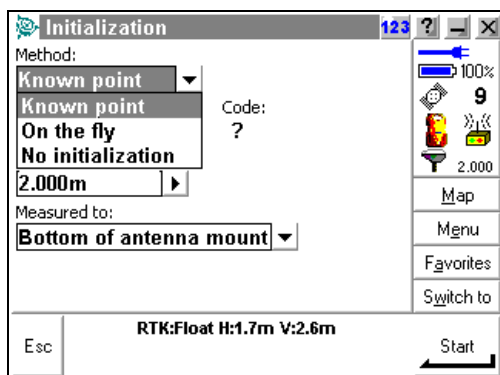 Initialization 123 ?
Method:
Known point 100%
Known point Code: 9
On the fly ?
No initialization
2.000m 2.000
Map
Measured to:
Bottom of antenna mount Menu
Favorites
Switch to
RTK:Float H:1.7m V:2.6m
Esc Start